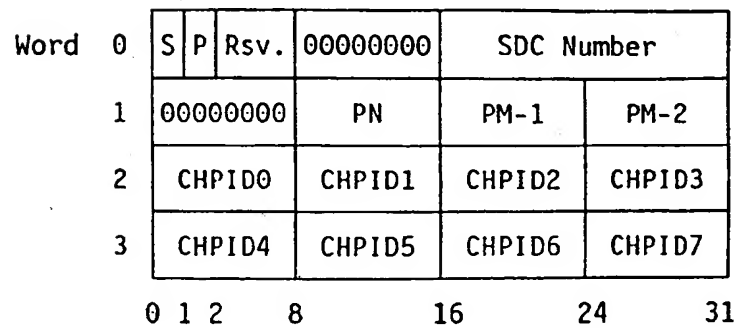 Word 0 S P Rsv. 00000000 SDC Number
1 00000000 PN PM-1 PM-2
2 CHPID0 CHPID1 CHPID2 CHPID3
3 CHPID4 CHPID5 CHPID6 CHPID7
0 1 2 8 16 24 31